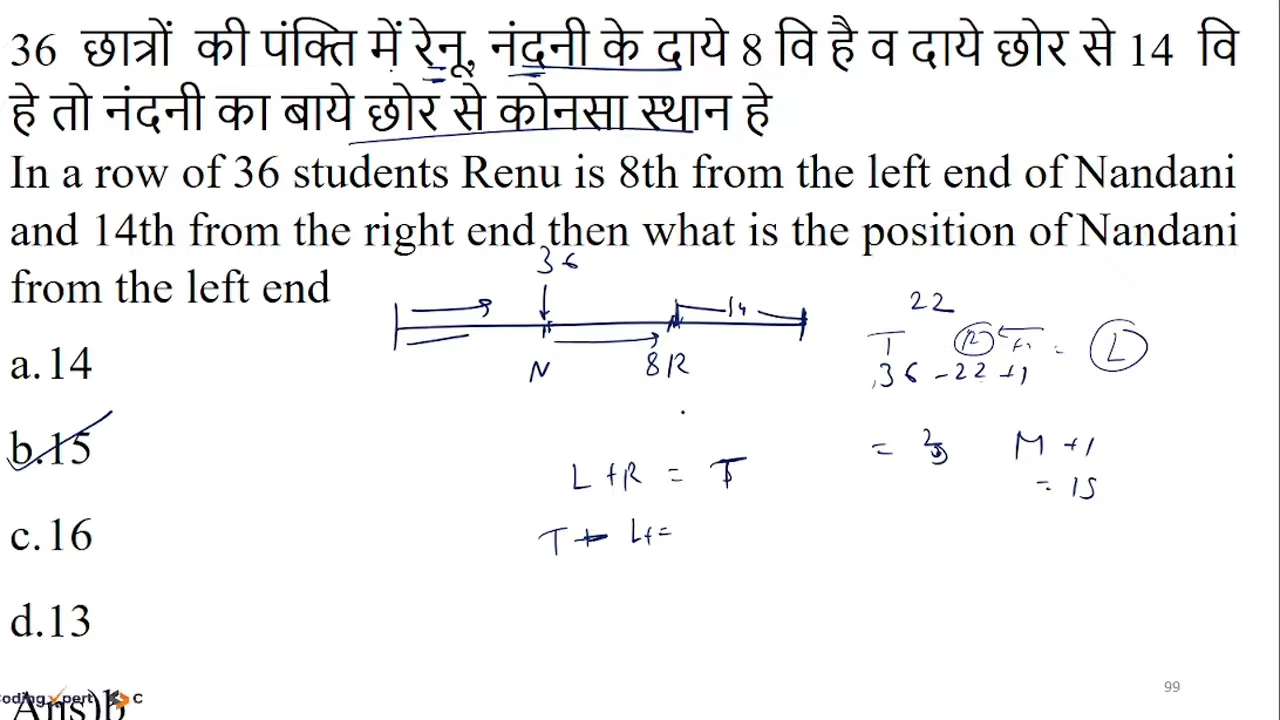 36 छात्रों की पंक्ति में रेनू, नंदनी के दाये 8 वि है व दाये छोर से 14 वि
हे तो नंदनी का बाये छोर से कोनसा स्थान हे
In a row of 36 students Renu is 8th from the left end of Nandani
and 14th from the right end then what is the position of Nandani
from the left end
36
14
22
N
8 R
T R
L
36 - 22 + 1
a.14
b.15
=
M + 1
= 15
L + R = T
c.16
d.13
Ans)b
99